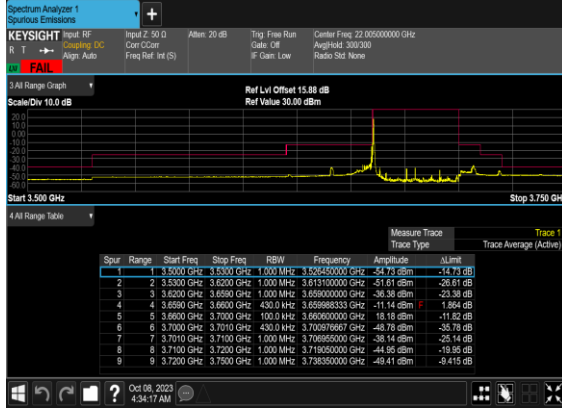 Spectrum Analyzer 1
Spurious Emissions
+
KEYSIGHT Input: RF Input Z: 50 Ω Atten: 20 dB Trig: Free Run Center Freq: 22.005000000 GHz
R T Coupling: DC Corr CCorr Gate: Off Avg|Hold: 300/300
Align: Auto Freq Ref: Int (S) IF Gain: Low Radio Std: None
FAIL
3 All Range Graph
Ref Lvl Offset 15.88 dB
Scale/Div 10.0 dB Ref Value 30.00 dBm
20.0
10.0
0.00
-10.0
-20.0
-30.0
-40.0
-50.0
-60.0
Start 3.500 GHz Stop 3.750 GH
4 All Range Table
Measure Trace Trace 1
Trace Type Trace Average (Active)
Spur Range Start Freq Stop Freq RBW Frequency Amplitude ΔLimit
1 1 3.5000 GHz 3.5300 GHz 1.000 MHz 3.526450000 GHz -54.73 dBm -14.73 dB
2 2 3.5300 GHz 3.6200 GHz 1.000 MHz 3.613100000 GHz -51.61 dBm -26.61 dB
3 3 3.6200 GHz 3.6590 GHz 1.000 MHz 3.659000000 GHz -36.38 dBm -23.38 dB
4 4 3.6590 GHz 3.6600 GHz 430.0 kHz 3.659988333 GHz -11.14 dBm F 1.864 dB
5 5 3.6600 GHz 3.7000 GHz 100.0 kHz 3.660600000 GHz 18.18 dBm -11.82 dB
6 6 3.7000 GHz 3.7010 GHz 430.0 kHz 3.700976667 GHz -48.78 dBm -35.78 dB
7 7 3.7010 GHz 3.7100 GHz 1.000 MHz 3.706955000 GHz -38.14 dBm -25.14 dB
8 8 3.7100 GHz 3.7200 GHz 1.000 MHz 3.719050000 GHz -44.95 dBm -19.95 dB
9 9 3.7200 GHz 3.7500 GHz 1.000 MHz 3.738350000 GHz -49.41 dBm -9.415 dB
? Oct 08, 2023
4:34:17 AM